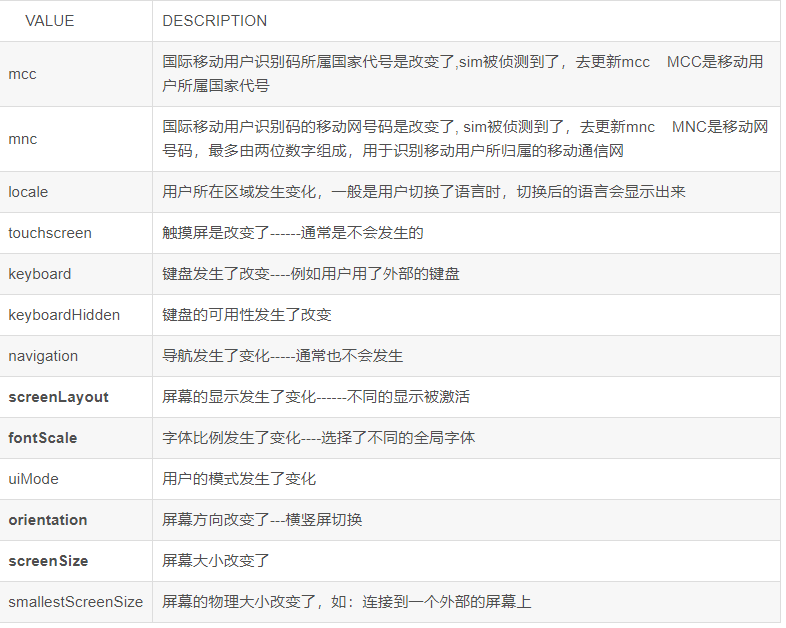 VALUE DESCRIPTION
mcc 国际移动用户识别码所属国家代号是改变了,sim被侦测到了，去更新mcc MCC是移动用
户所属国家代号
mnc 国际移动用户识别码的移动网号码是改变了, sim被侦测到了，去更新mnc MNC是移动网
号码，最多由两位数字组成，用于识别移动用户所归属的移动通信网
locale 用户所在区域发生变化，一般是用户切换了语言时，切换后的语言会显示出来
touchscreen 触摸屏是改变了------通常是不会发生的
keyboard 键盘发生了改变----例如用户用了外部的键盘
keyboardHidden 键盘的可用性发生了改变
navigation 导航发生了变化-----通常也不会发生
screenLayout 屏幕的显示发生了变化------不同的显示被激活
fontScale 字体比例发生了变化----选择了不同的全局字体
uiMode 用户的模式发生了变化
orientation 屏幕方向改变了---横竖屏切换
screenSize 屏幕大小改变了
smallestScreenSize 屏幕的物理大小改变了，如：连接到一个外部的屏幕上